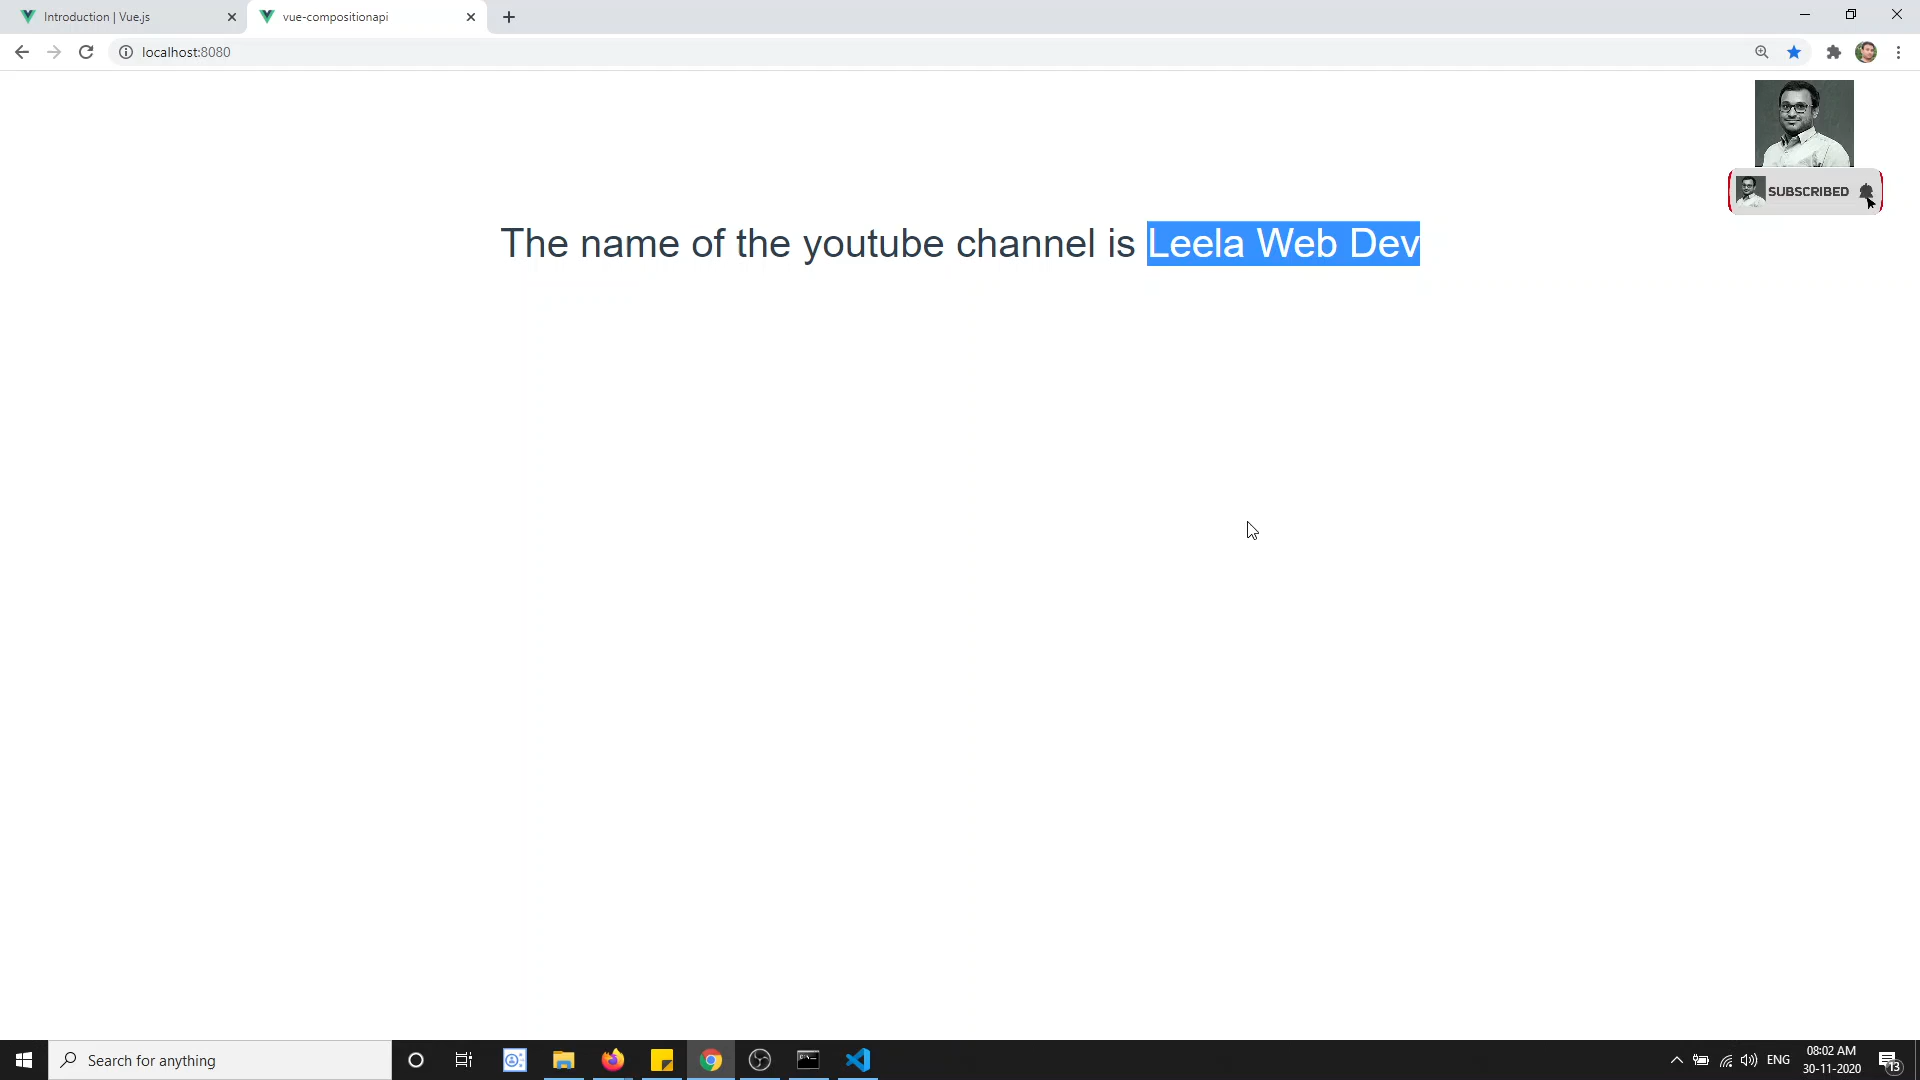 Introduction | Vue.js
vue-compositionapi
localhost:8080
SUBSCRIBED
The name of the youtube channel is Leela Web Dev
Search for anything
ENG
08:02 AM
30-11-2020
13